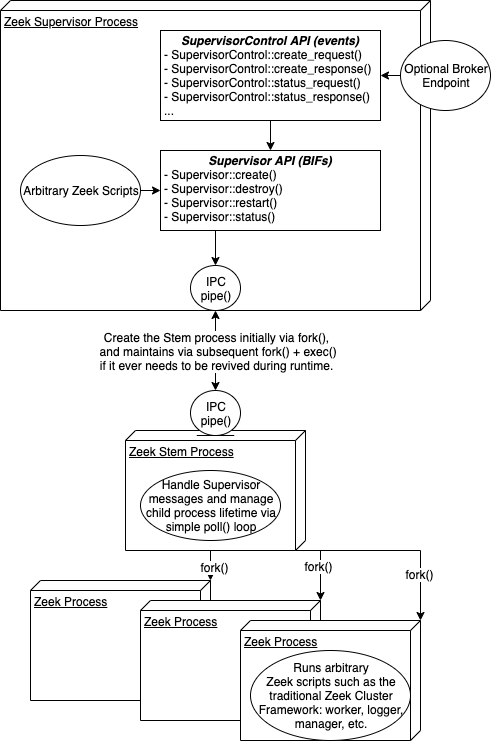 Zeek Supervisor Process
SupervisorControl API (events)
- SupervisorControl::create_request()
- SupervisorControl::create_response()
- SupervisorControl::status_request()
- SupervisorControl::status_response()
...
Optional Broker
Endpoint
Supervisor API (BIFs)
- Supervisor::create()
- Supervisor::destroy()
- Supervisor::restart()
- Supervisor::status()
Arbitrary Zeek Scripts
IPC
pipe()
Create the Stem process initially via fork(),
and maintains via subsequent fork() + exec()
if it ever needs to be revived during runtime.
IPC
pipe()
Zeek Stem Process
Handle Supervisor
messages and manage
child process lifetime via
simple poll() loop
fork()
fork()
fork()
Zeek Process
Zeek Process
Zeek Process
Runs arbitrary
Zeek scripts such as the
traditional Zeek Cluster
Framework: worker, logger,
manager, etc.